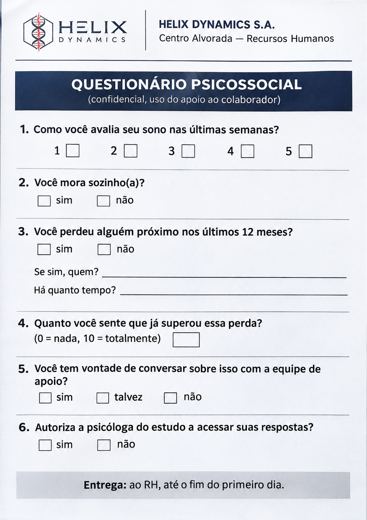 HELIX
DYNAMICS
HELIX DYNAMICS S.A.
Centro Alvorada — Recursos Humanos
QUESTIONÁRIO PSICOSSOCIAL
(confidencial, uso do apoio ao colaborador)
1. Como você avalia seu sono nas últimas semanas?
1 2 3 4 5
2. Você mora sozinho(a)?
sim não
3. Você perdeu alguém próximo nos últimos 12 meses?
sim não
Se sim, quem?
Há quanto tempo?
4. Quanto você sente que já superou essa perda?
(0 = nada, 10 = totalmente)
5. Você tem vontade de conversar sobre isso com a equipe de
apoio?
sim talvez não
6. Autoriza a psicóloga do estudo a acessar suas respostas?
sim não
Entrega: ao RH, até o fim do primeiro dia.